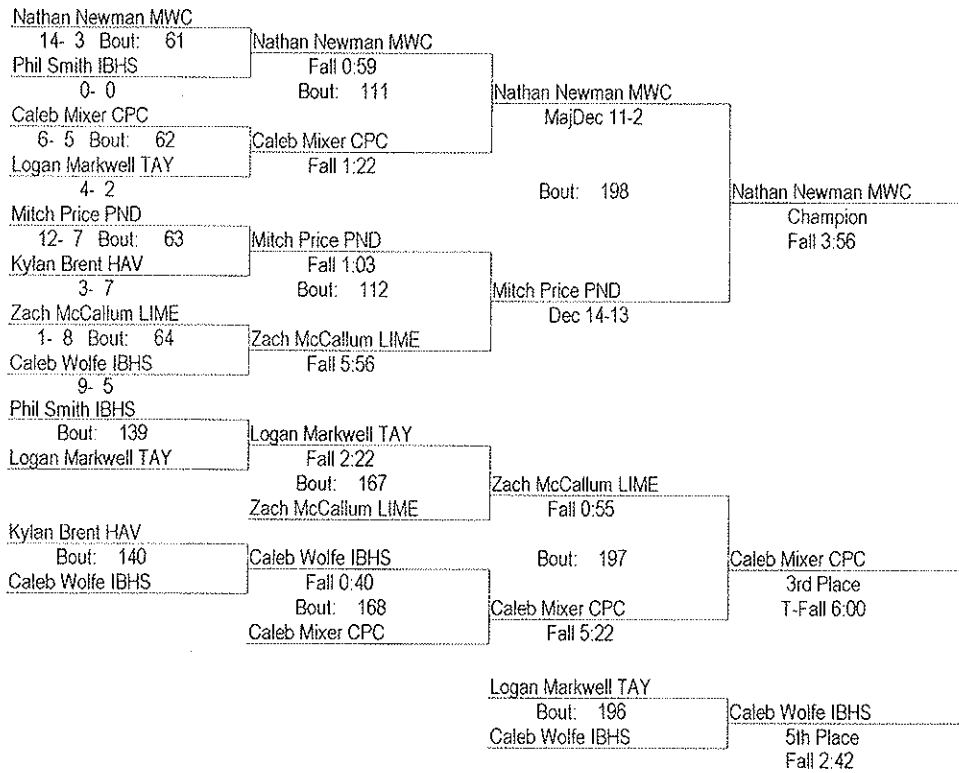 Nathan Newman MWC
14- 3 Bout: 61
Phil Smith IBHS
0- 0
Caleb Mixer CPC
6- 5 Bout: 62
Logan Markwell TAY
4- 2
Mitch Price PND
12- 7 Bout: 63
Kylan Brent HAV
3- 7
Zach McCallum LIME
1- 8 Bout: 64
Caleb Wolfe IBHS
9- 5
Nathan Newman MWC
Fall 0:59
Bout: 111
Caleb Mixer CPC
Fall 1:22
Mitch Price PND
Fall 1:03
Bout: 112
Zach McCallum LIME
Fall 5:56
Nathan Newman MWC
MajDec 11-2
Bout: 198
Mitch Price PND
Dec 14-13
Nathan Newman MWC
Champion
Fall 3:56
Phil Smith IBHS
Bout: 139
Logan Markwell TAY
Kylan Brent HAV
Bout: 140
Caleb Wolfe IBHS
Logan Markwell TAY
Fall 2:22
Bout: 167
Zach McCallum LIME
Caleb Wolfe IBHS
Fall 0:40
Bout: 168
Caleb Mixer CPC
Zach McCallum LIME
Fall 0:55
Bout: 197
Caleb Mixer CPC
Fall 5:22
Caleb Mixer CPC
3rd Place
T-Fall 6:00
Logan Markwell TAY
Bout: 196
Caleb Wolfe IBHS
Caleb Wolfe IBHS
5th Place
Fall 2:42